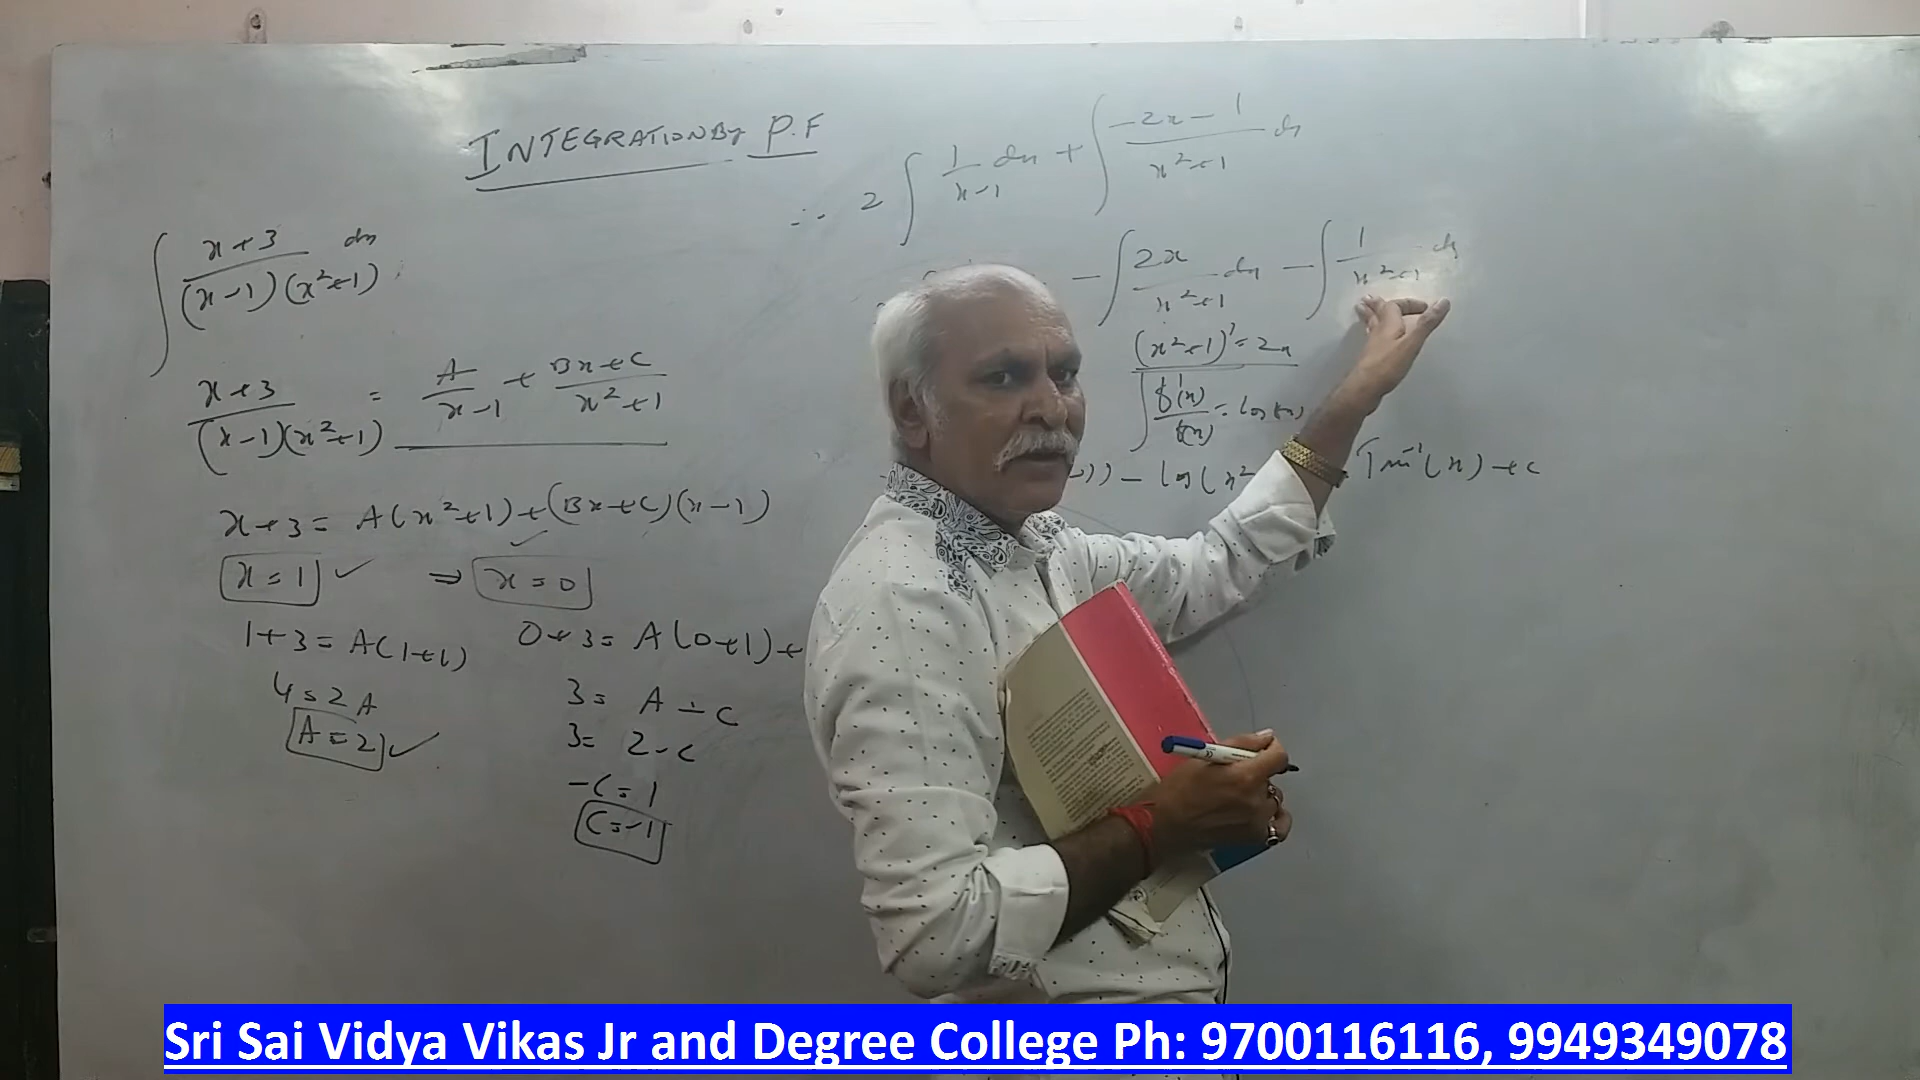 INTEGRATION BY P.F
∫ x+3 / (x-1)(x²+1) dx
x+3 / (x-1)(x²+1) = A / x-1 + Bx+C / x²+1
x+3 = A(x²+1)+(Bx+C)(x-1)
x=1 ✓ ⇒ x=0
1+3=A(1+1)
4=2A
A=2 ✓
0+3=A(0+1)+
3= A-C
3= 2-C
-C=1
C=-1
∴ 2∫ 1 / x-1 dx + ∫ -2x-1 / x²+1 dx
-∫ 2x / x²+1 dx -∫ 1 / x²+1 dx
(x²+1)'=2x
∫ f'(x) / f(x) = log f(x)
)) - log(x² Tan⁻¹(x)+c
Sri Sai Vidya Vikas Jr and Degree College Ph: 9700116116, 9949349078